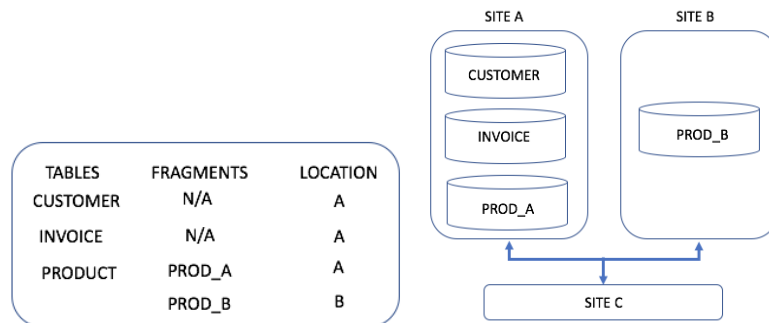 TABLES FRAGMENTS LOCATION
CUSTOMER N/A A
INVOICE N/A A
PRODUCT PROD_A A
PROD_B B
SITE A
CUSTOMER
INVOICE
PROD_A
SITE B
PROD_B
SITE C